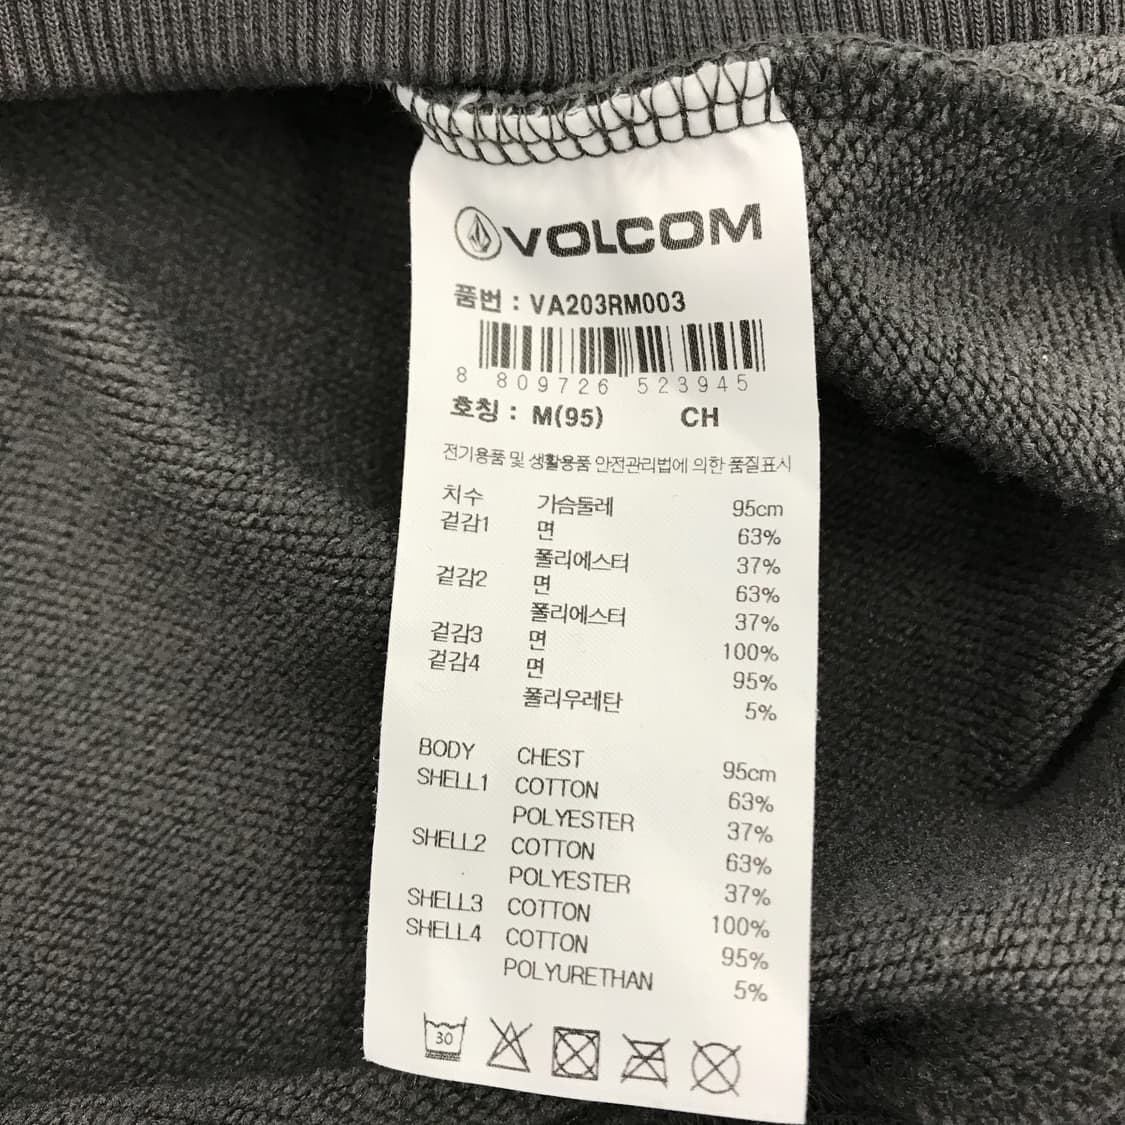 VOLCOM
품번 : VA203RM003
8 809726 523945
호칭 : M(95) CH
전기용품 및 생활용품 안전관리법에 의한 품질표시
치수 가슴둘레 95cm
겉감1 면 63%
폴리에스터 37%
겉감2 면 63%
폴리에스터 37%
겉감3 면 100%
겉감4 면 95%
폴리우레탄 5%
BODY CHEST 95cm
SHELL1 COTTON 63%
POLYESTER 37%
SHELL2 COTTON 63%
POLYESTER 37%
SHELL3 COTTON 100%
SHELL4 COTTON 95%
POLYURETHAN 5%
30